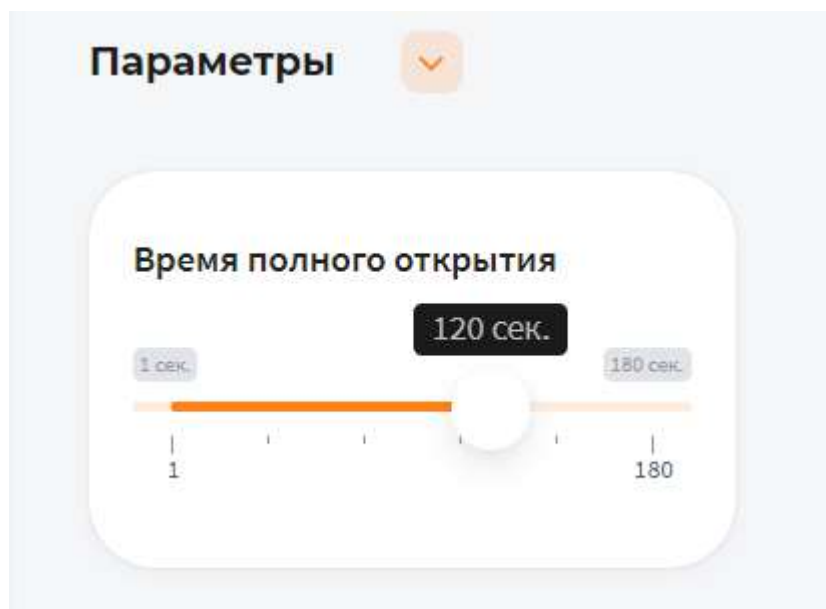 Параметры
Время полного открытия
120 сек.
1 сек.
180 сек.
1
180